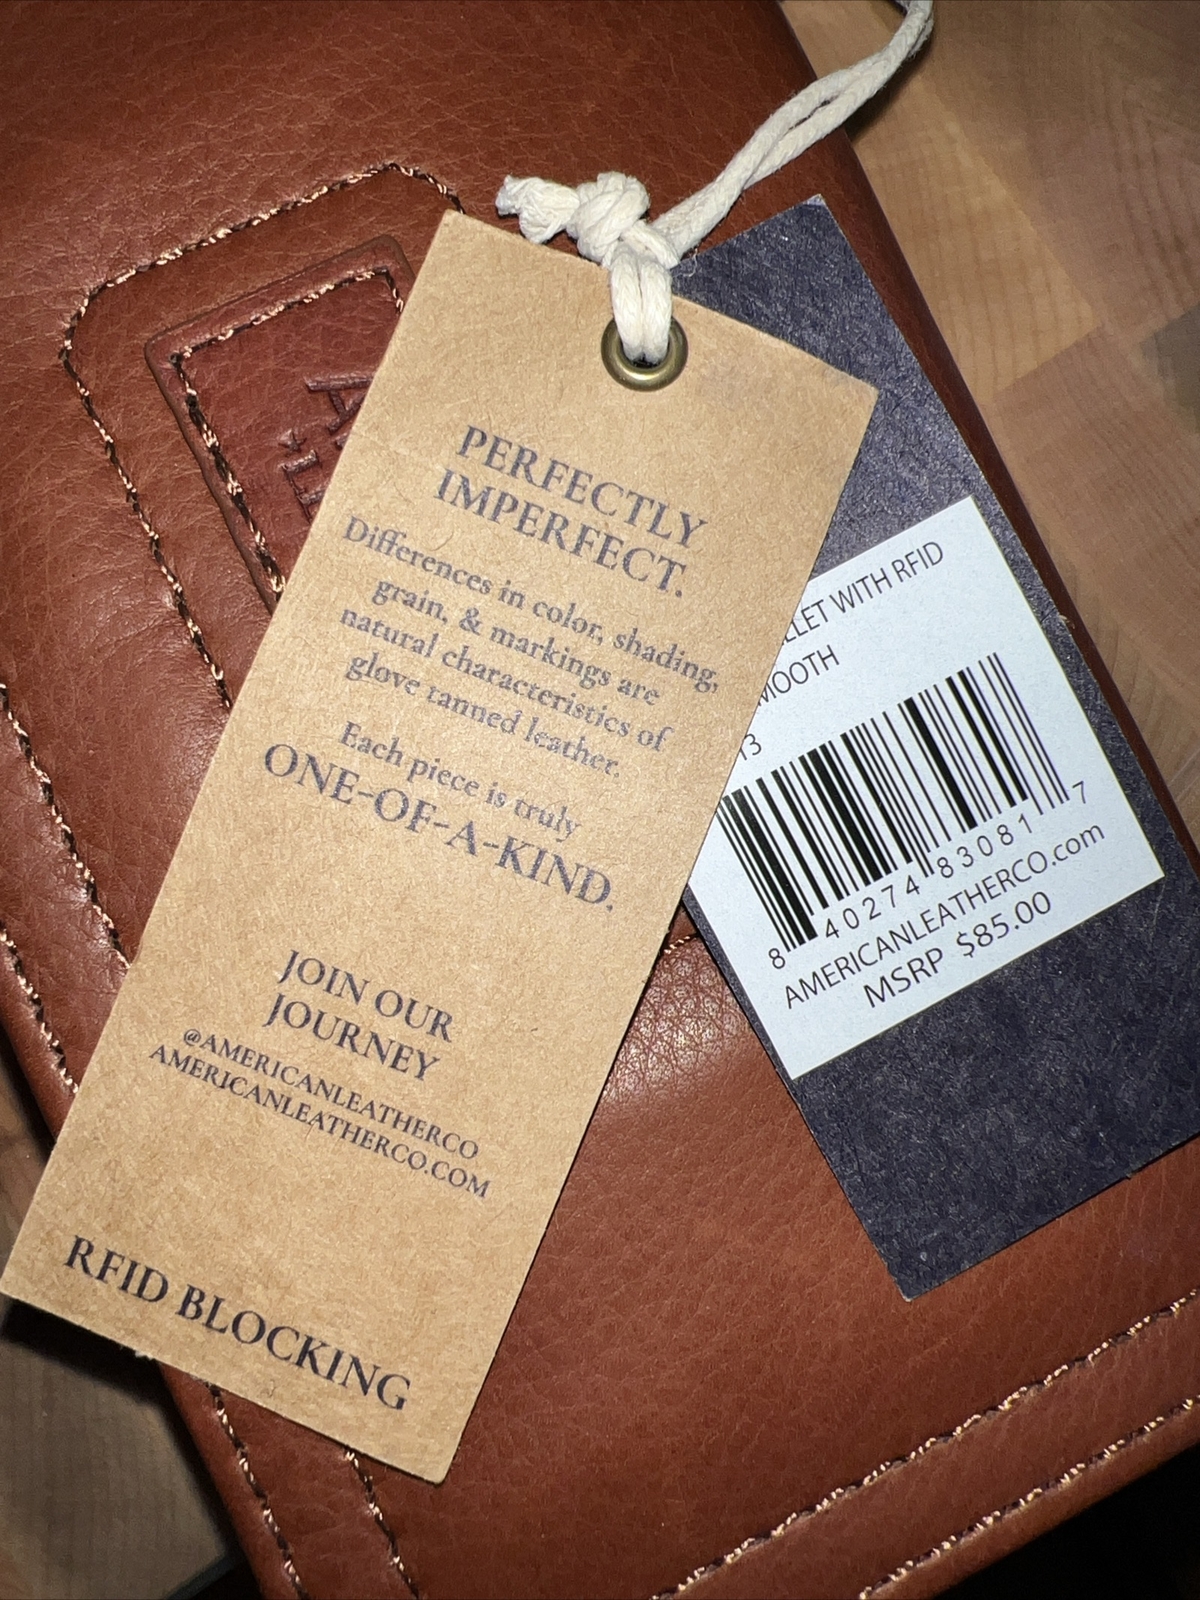 PERFECTLY
IMPERFECT.
Differences in color, shading,
grain, & markings are
natural characteristics of
glove tanned leather.
Each piece is truly
ONE-OF-A-KIND.
JOIN OUR
JOURNEY
@AMERICANLEATHERCO
AMERICANLEATHERCO.COM
RFID BLOCKING
LLET WITH RFID
MOOTH
13
8 40274 83081 7
AMERICANLEATHERCO.com
MSRP $85.00